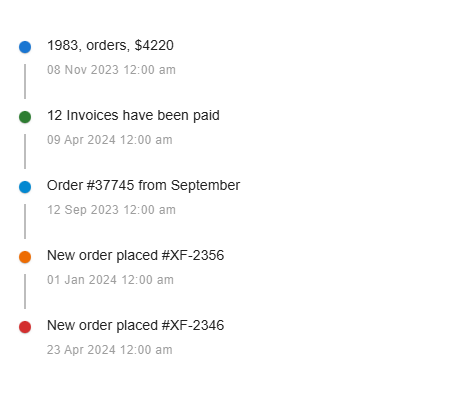 1983, orders, $4220
08 Nov 2023 12:00 am
12 Invoices have been paid
09 Apr 2024 12:00 am
Order #37745 from September
12 Sep 2023 12:00 am
New order placed #XF-2356
01 Jan 2024 12:00 am
New order placed #XF-2346
23 Apr 2024 12:00 am